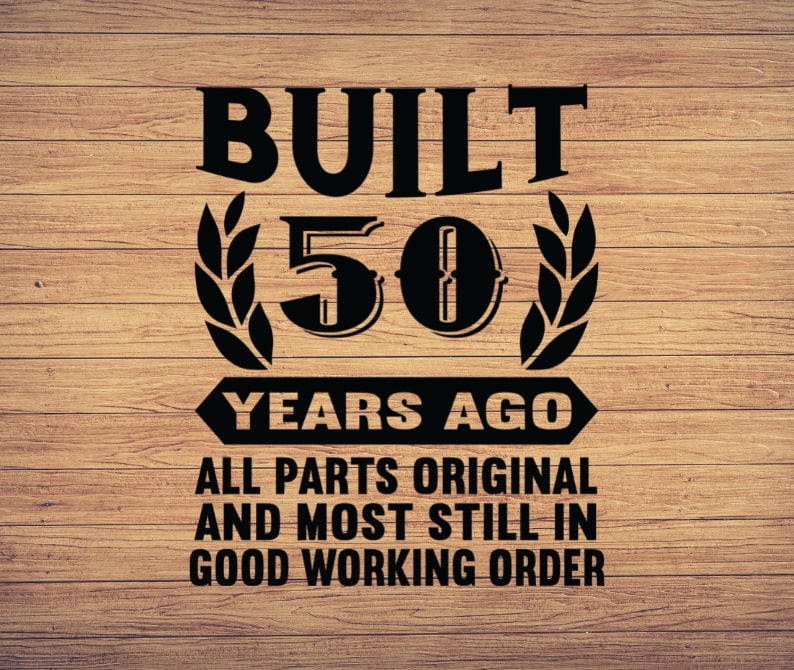 BUILT
50
YEARS AGO
ALL PARTS ORIGINAL
AND MOST STILL IN
GOOD WORKING ORDER